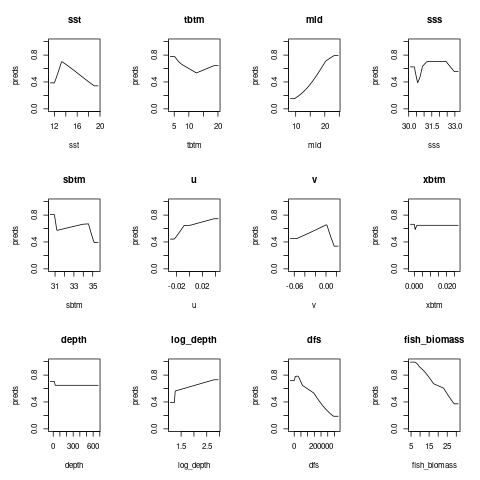 sst tbtm mld sss
preds 0.0 0.4 0.8 preds 0.0 0.4 0.8 preds 0.0 0.4 0.8 preds 0.0 0.4 0.8
12 16 20 5 10 20 10 20 30.0 31.5 33.0
sst tbtm mld sss
sbtm u v xbtm
preds 0.0 0.4 0.8 preds 0.0 0.4 0.8 preds 0.0 0.4 0.8 preds 0.0 0.4 0.8
31 33 35 -0.02 0.02 -0.06 0.00 0.000 0.020
sbtm u v xbtm
depth log_depth dfs fish_biomass
preds 0.0 0.4 0.8 preds 0.0 0.4 0.8 preds 0.0 0.4 0.8 preds 0.0 0.4 0.8
0 300 600 1.5 2.5 0 200000 5 15 25
depth log_depth dfs fish_biomass